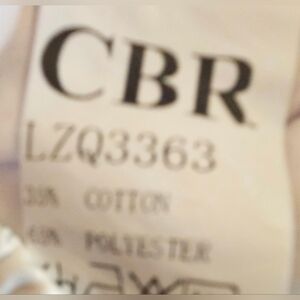 CBR
LZQ3363
COTTON
POLYESTER